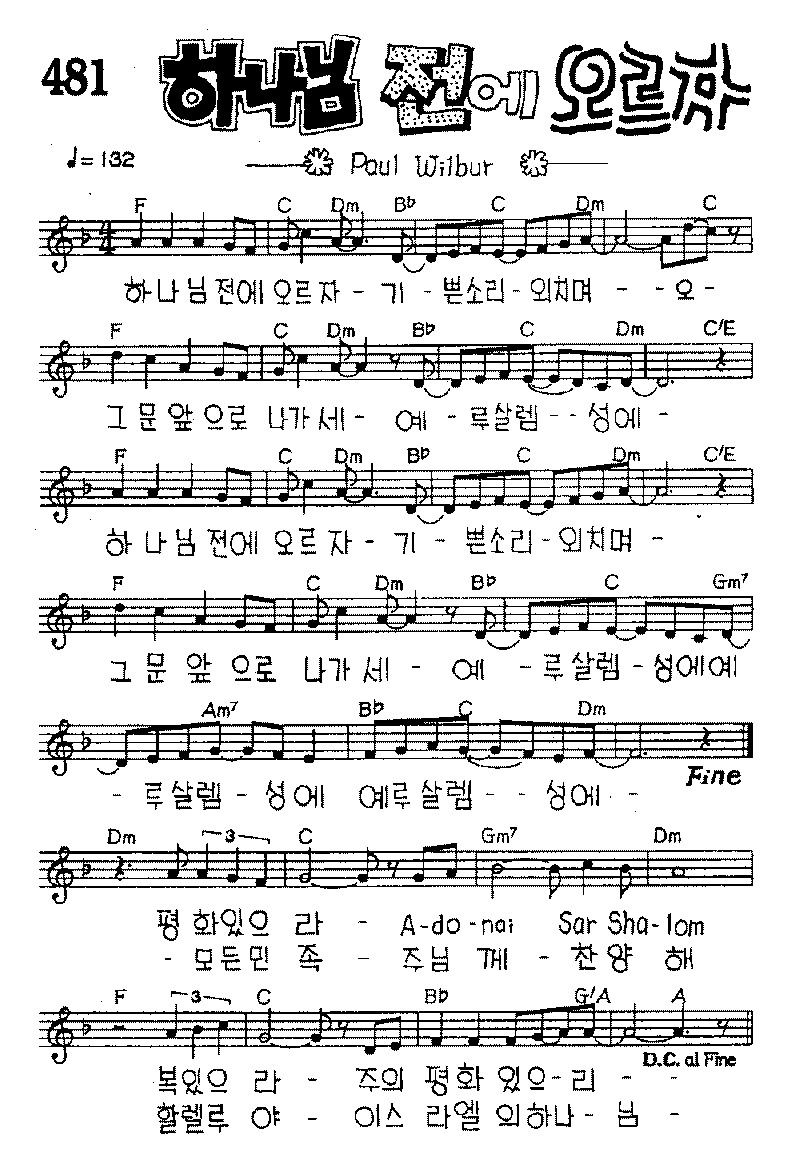 481 하나님 전에 오르자
♩= 132 Paul Wilbur
F C Dm B♭ C Dm C
4 4
하 나 님 전에 오르자 - 기 - 쁜소리 - 외치며 - - 오 -
F C Dm B♭ C Dm C/E
그 문 앞 으로 나가 세 - 예 - 루살렘 - - 성에 -
F C Dm B♭ C Dm C/E
하 나 님 전에 오르 자 - 기 - 쁜소리 - 외치며 -
F C Dm B♭ C Gm7
그 문 앞 으로 나가 세 - 예 - 루 살렘 - 성에예
Am7 B♭ C Dm
Fine
- 루 살렘 - 성에 예루 살렘 - - 성에 -
Dm 3 C Gm7 Dm
평 화있으 라 - A-do-nai Sar Sha-lom
- 모든민 족 - 주님 께 - 찬양 해
F 3 C B♭ G/A A
D.C. al Fine
복있으 라 - 주의 평화 있으-리 - -
할렐루 야 - 이스 라엘 의하나- 님 -